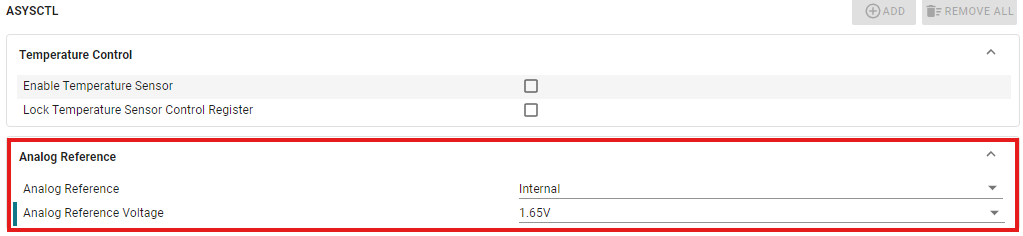 ASYSCTL
ADD
REMOVE ALL
Temperature Control
Enable Temperature Sensor
Lock Temperature Sensor Control Register
Analog Reference
Analog Reference
Internal
Analog Reference Voltage
1.65V